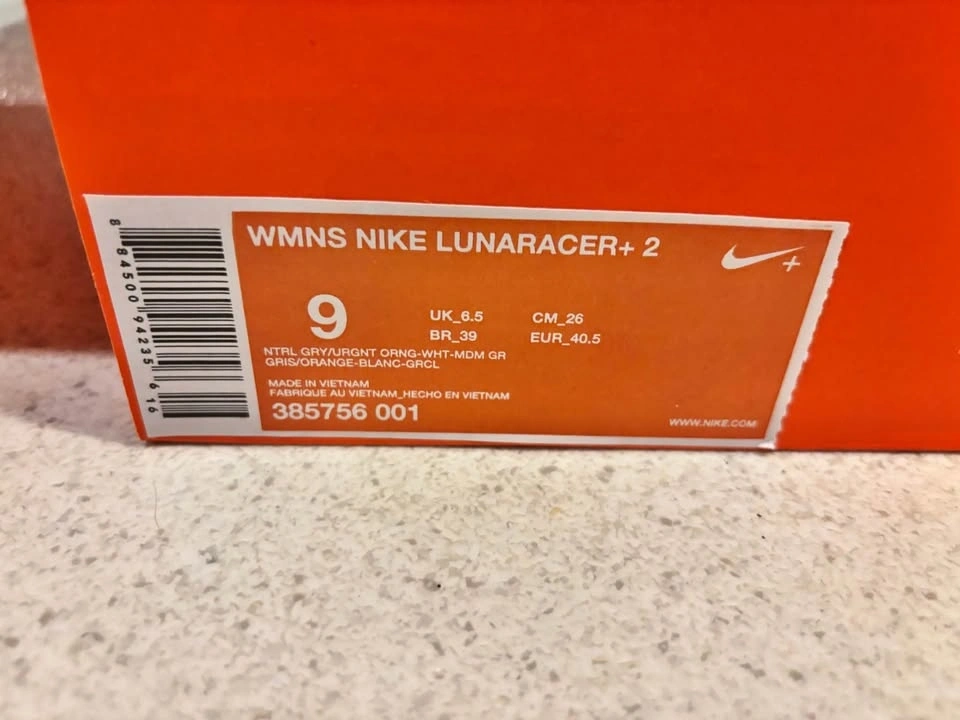 8 84500 94235 6 16
WMNS NIKE LUNARACER+ 2
9
UK_6.5 CM_26
BR_39 EUR_40.5
NTRL GRY/URGNT ORNG-WHT-MDM GR
GRIS/ORANGE-BLANC-GRCL
MADE IN VIETNAM
FABRIQUE AU VIETNAM_HECHO EN VIETNAM
385756 001
WWW.NIKE.COM